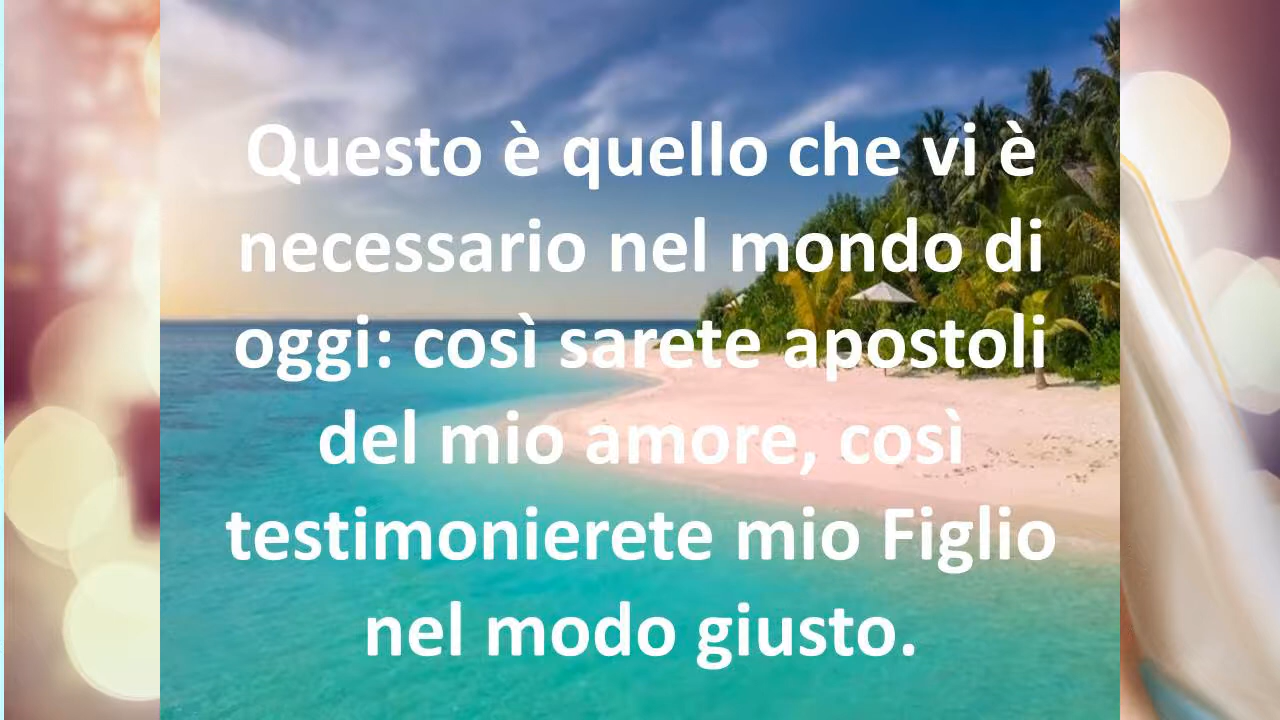 Questo è quello che vi è
necessario nel mondo di
oggi: così sarete apostoli
del mio amore, così
testimonierete mio Figlio
nel modo giusto.